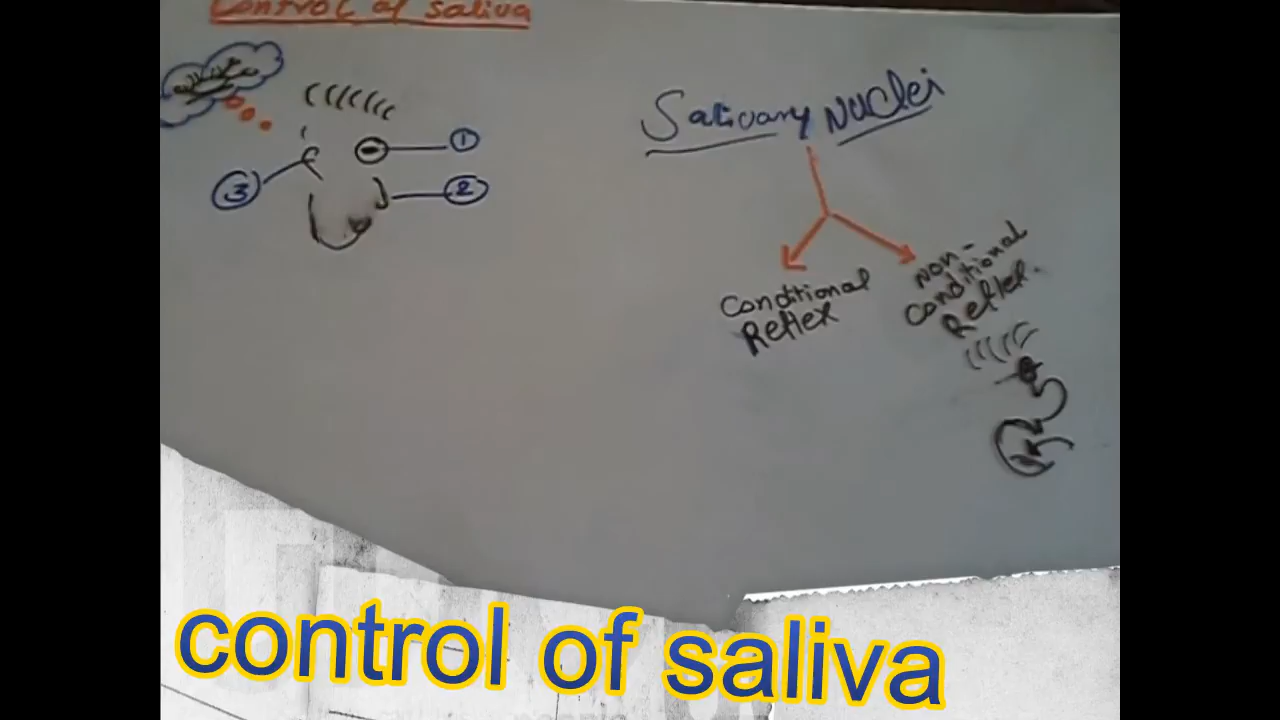 Control of saliva
1
2
3
Salivary Nuclei
Conditional
Reflex
Non-
Conditional
Reflex.
control of saliva